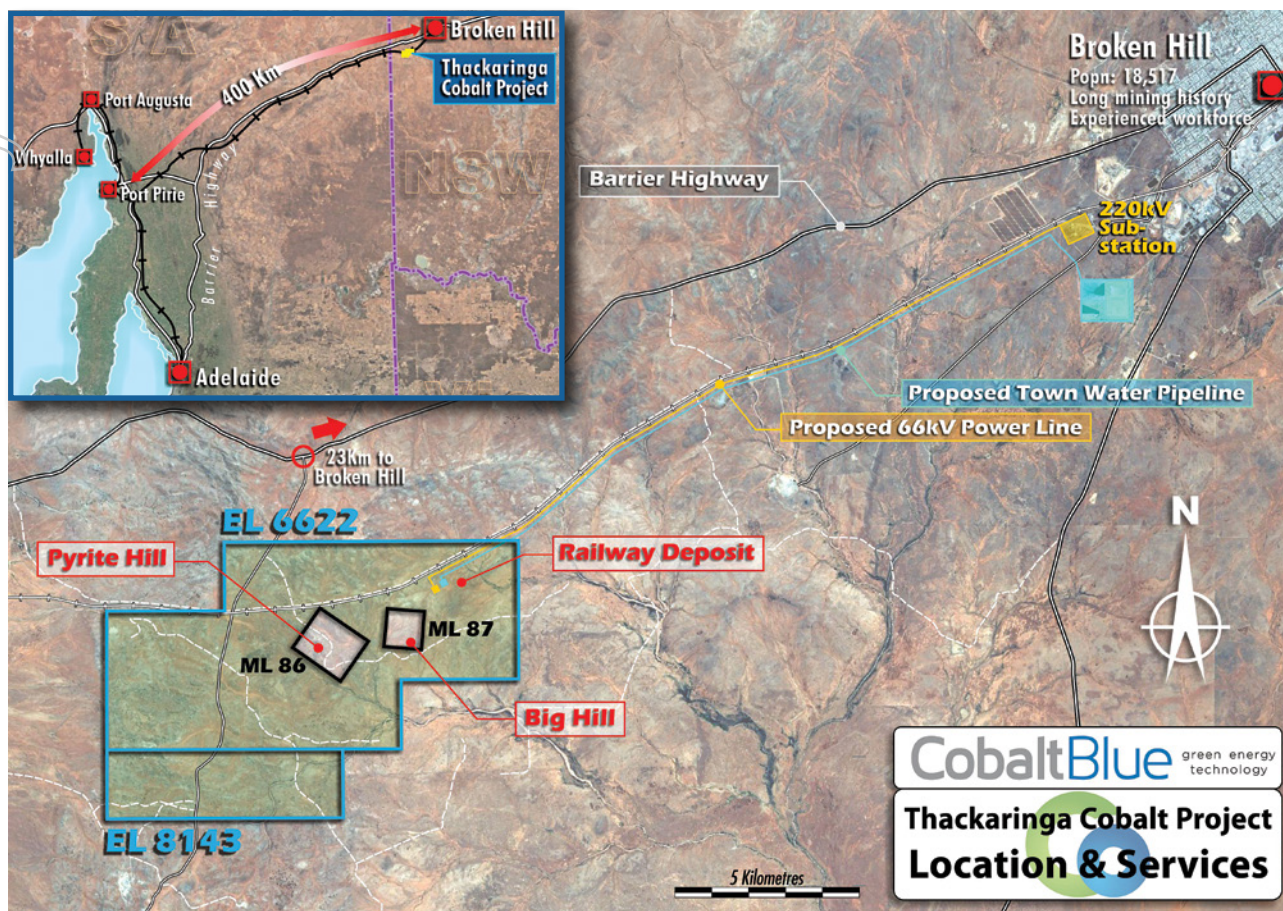 SA
Broken Hill
Thackaringa
Cobalt Project
400 Km
Port Augusta
Whyalla
Port Pirie
NSW
Barrier Highway
Adelaide
Broken Hill
Popn: 18,517
Long mining history
Experienced workforce
Barrier Highway
220kV
Sub-
station
Proposed Town Water Pipeline
Proposed 66kV Power Line
23Km to
Broken Hill
EL 6622
Pyrite Hill
Railway Deposit
ML 87
ML 86
Big Hill
EL 8143
N
5 Kilometres
CobaltBlue
green energy
technology
Thackaringa Cobalt Project
Location & Services